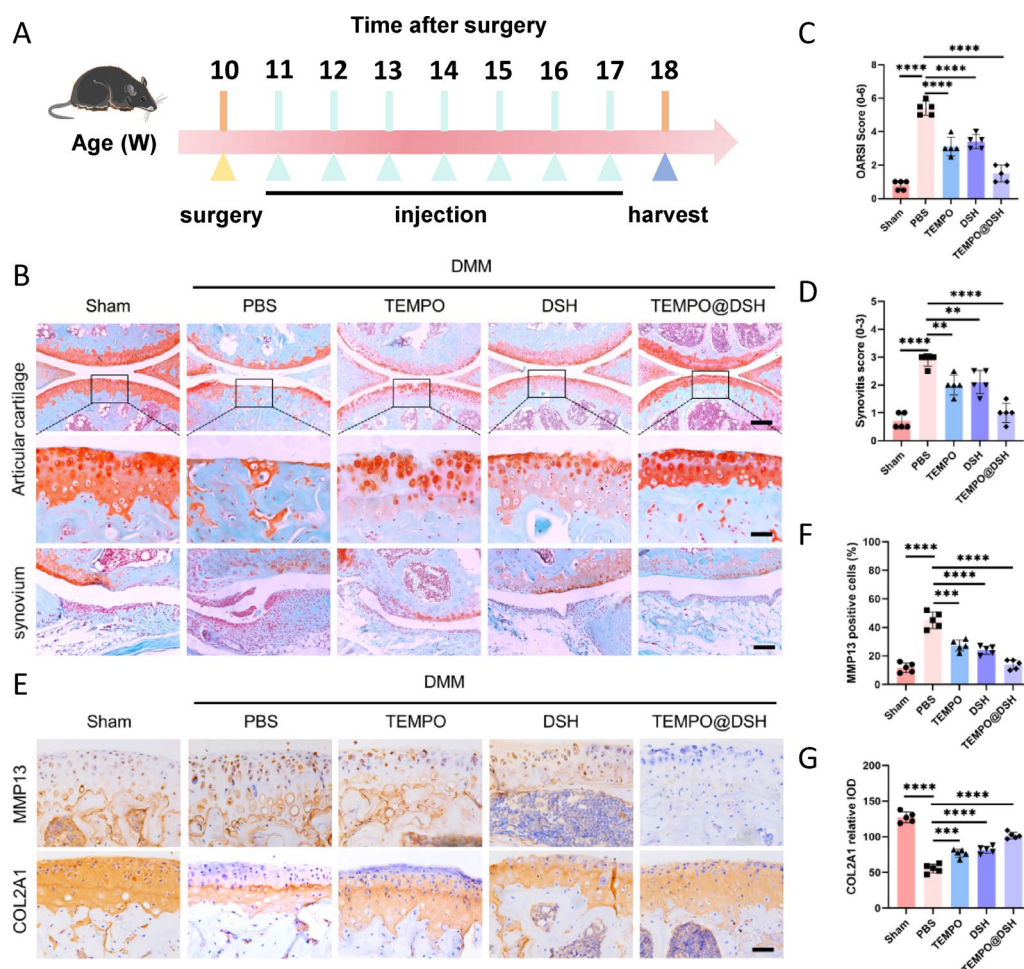 A
Time after surgery
10 11 12 13 14 15 16 17 18
Age (W)
surgery injection harvest
B
DMM
Sham PBS TEMPO DSH TEMPO@DSH
Articular cartilage
synovium
C
OARSI Score (0-6)
8
6
4
2
0
**** **** **** ****
Sham PBS TEMPO DSH TEMPO@DSH
D
Synovitis score (0-3)
5
4
3
2
1
0
**** ** ** ****
Sham PBS TEMPO DSH TEMPO@DSH
E
DMM
Sham PBS TEMPO DSH TEMPO@DSH
MMP13
COL2A1
F
MMP13 positive cells (%)
100
80
60
40
20
0
**** *** **** ****
Sham PBS TEMPO DSH TEMPO@DSH
G
COL2A1 relative IOD
200
150
100
50
0
**** *** **** ****
Sham PBS TEMPO DSH TEMPO@DSH